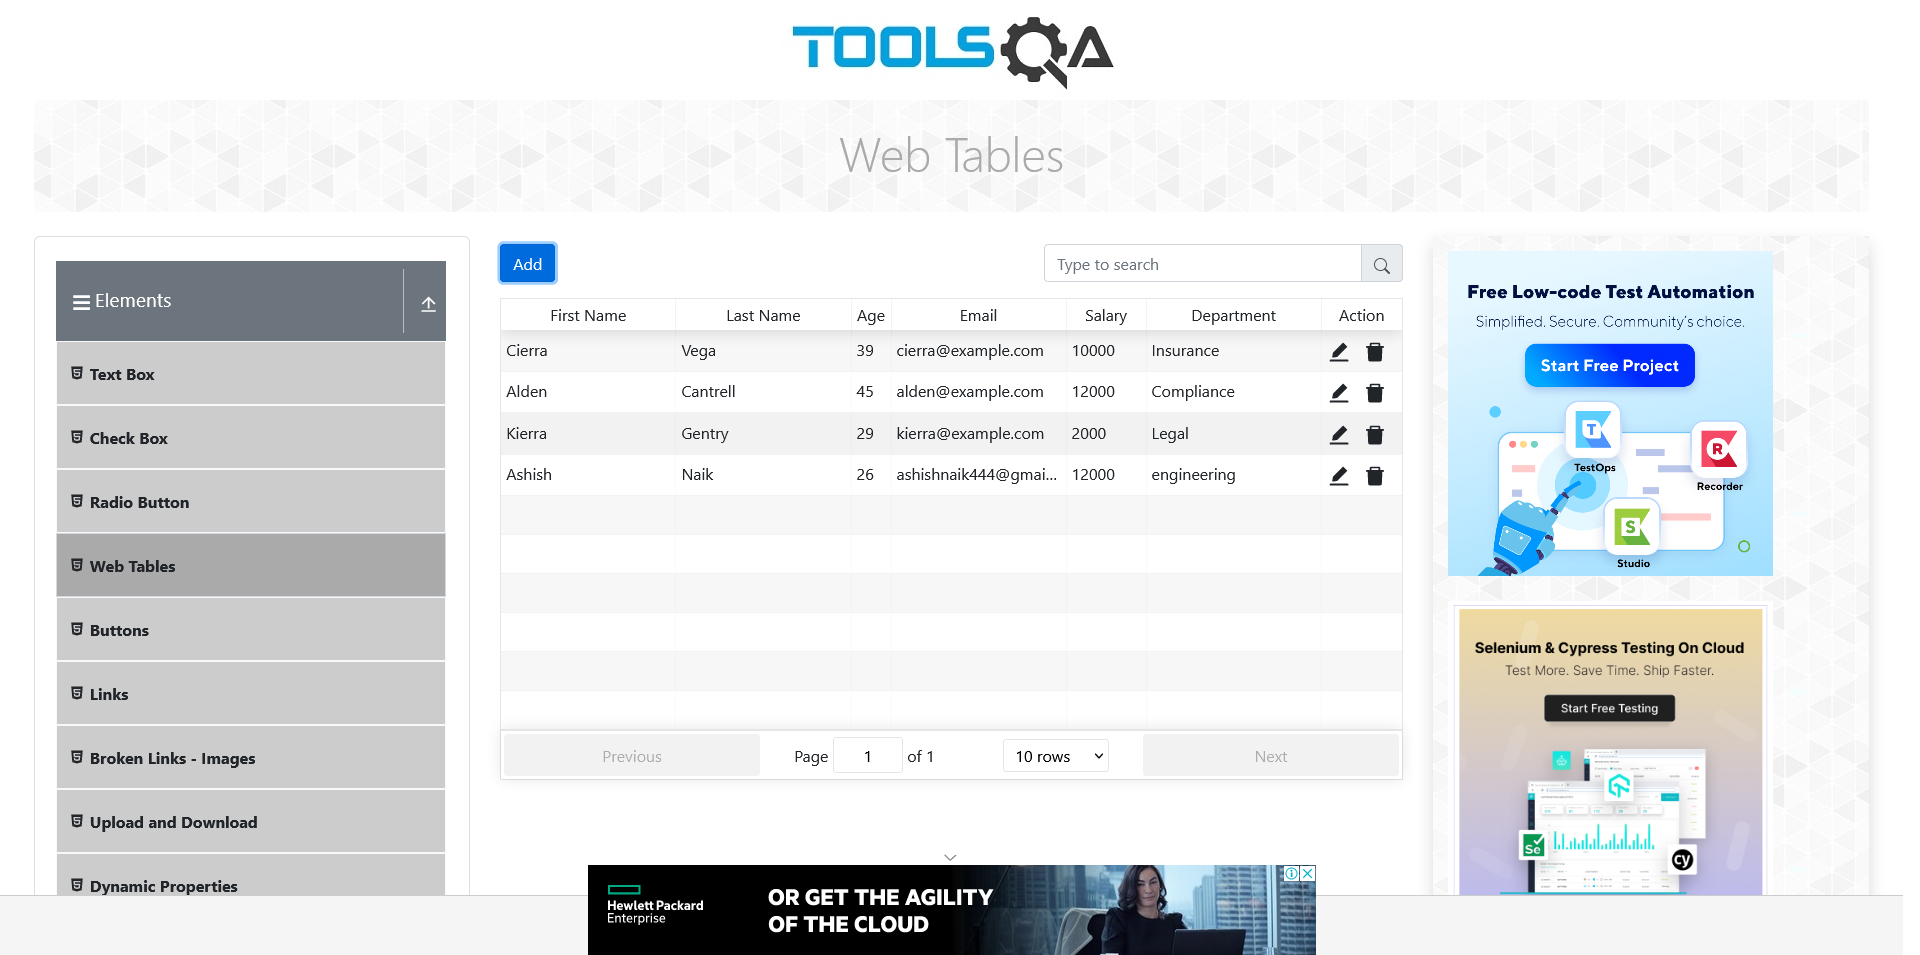 TOOLSQA
Web Tables
Elements
Text Box
Check Box
Radio Button
Web Tables
Buttons
Links
Broken Links - Images
Upload and Download
Dynamic Properties
Add
Type to search
First Name Last Name Age Email Salary Department Action
Cierra Vega 39 cierra@example.com 10000 Insurance
Alden Cantrell 45 alden@example.com 12000 Compliance
Kierra Gentry 29 kierra@example.com 2000 Legal
Ashish Naik 26 ashishnaik444@gmai... 12000 engineering
Previous Page 1 of 1 10 rows Next
Free Low-code Test Automation
Simplified. Secure. Community's choice.
Start Free Project
T
TestOps
R
Recorder
S
Studio
Selenium & Cypress Testing On Cloud
Test More. Save Time. Ship Faster.
Start Free Testing
Se
cy
Hewlett Packard
Enterprise
OR GET THE AGILITY
OF THE CLOUD